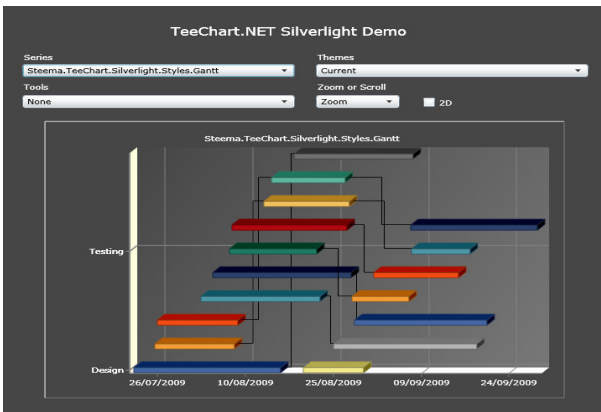 TeeChart.NET Silverlight Demo
Series
Themes
Steema.TeeChart.Silverlight.Styles.Gantt
Current
Tools
Zoom or Scroll
None
Zoom
2D
Steema.TeeChart.Silverlight.Styles.Gantt
Testing
Design
26/07/2009 10/08/2009 25/08/2009 09/09/2009 24/09/2009